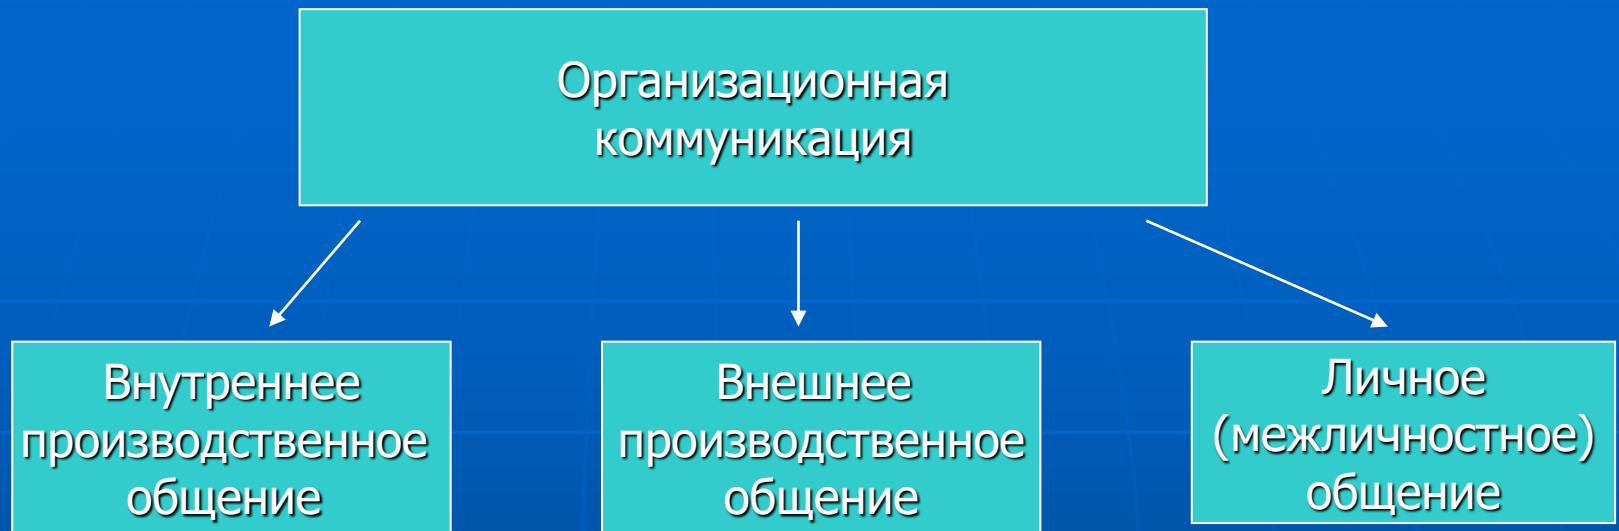 Организационная
коммуникация
Внутреннее
производственное
общение
Внешнее
производственное
общение
Личное
(межличностное)
общение